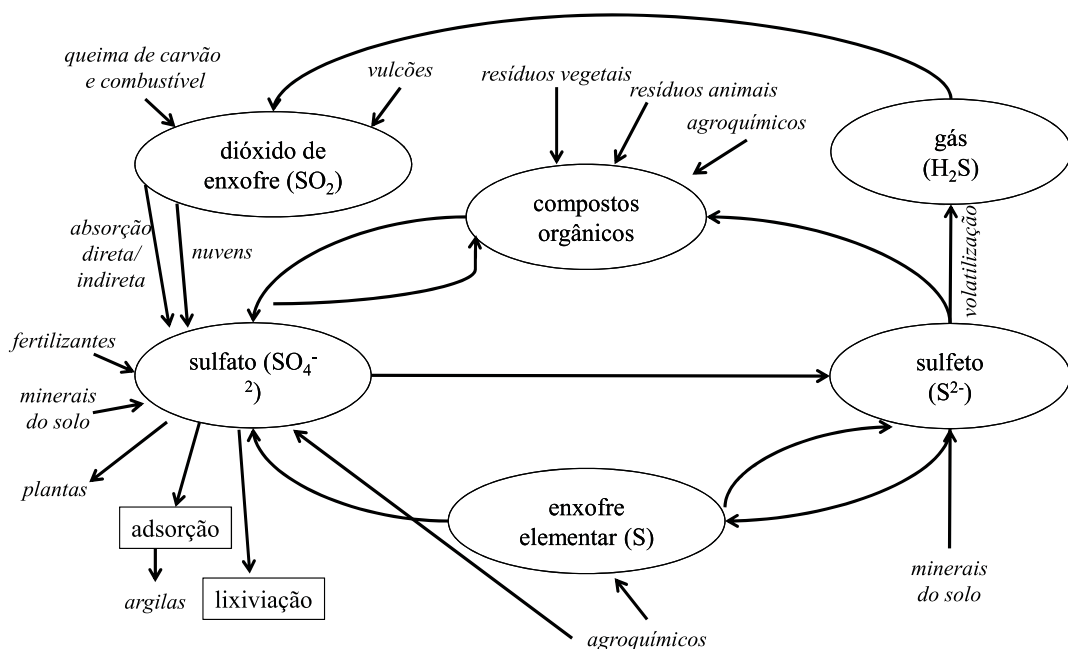 queima de carvão
e combustível
vulcões
resíduos vegetais
resíduos animais
agroquímicos
dióxido de
enxofre (SO₂)
gás
(H₂S)
compostos
orgânicos
absorção
direta/
indireta
nuvens
volatilização
fertilizantes
sulfato (SO₄⁻
²)
sulfeto
(S²⁻)
minerais
do solo
plantas
adsorção
argilas
lixiviação
enxofre
elementar (S)
minerais
do solo
agroquímicos